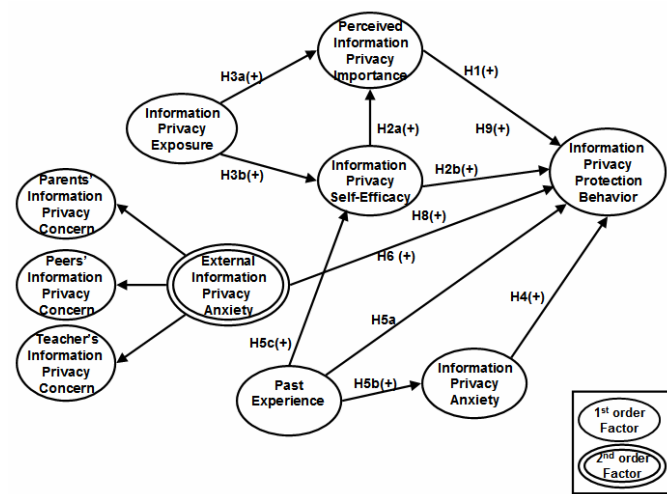 Perceived
Information
Privacy
Importance
H3a(+)
H1(+)
Information
Privacy
Exposure
H2a(+)
H9(+)
H3b(+)
Information
Privacy
Self-Efficacy
H2b(+)
Information
Privacy
Protection
Behavior
Parents'
Information
Privacy
Concern
H8(+)
Peers'
Information
Privacy
Concern
External
Information
Privacy
Anxiety
H6 (+)
Teacher's
Information
Privacy
Concern
H5c(+)
H5a
H4(+)
Past
Experience
H5b(+)
Information
Privacy
Anxiety
1st order
Factor
2nd order
Factor